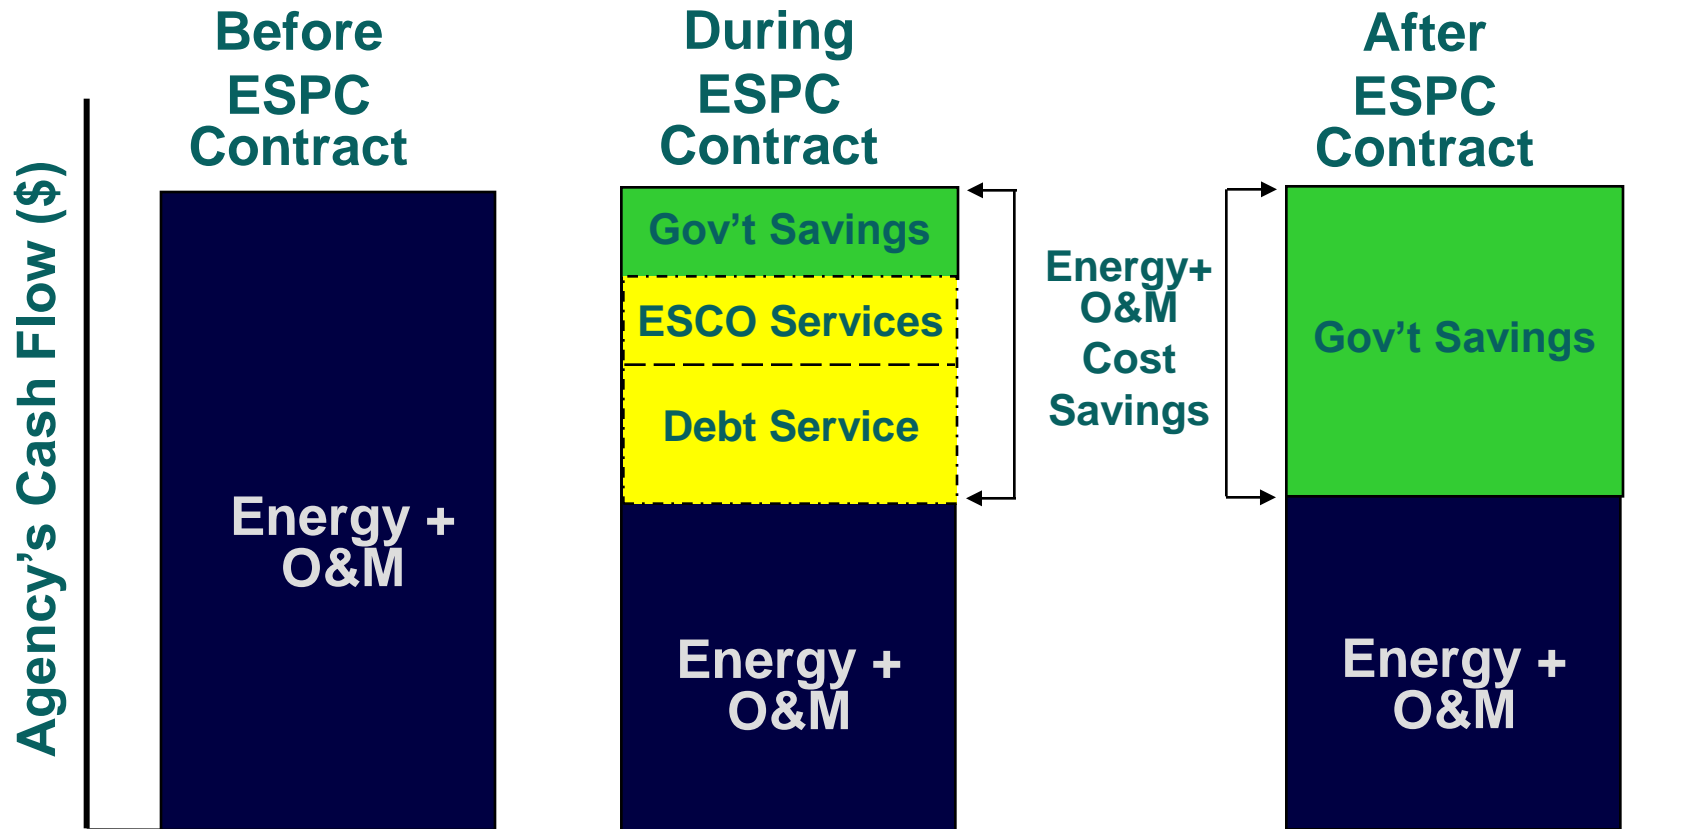 Agency’s Cash Flow ($)
Before
ESPC
Contract
Energy +
O&M
During
ESPC
Contract
Gov’t Savings
ESCO Services
Debt Service
Energy +
O&M
Energy+
O&M
Cost
Savings
After
ESPC
Contract
Gov’t Savings
Energy +
O&M